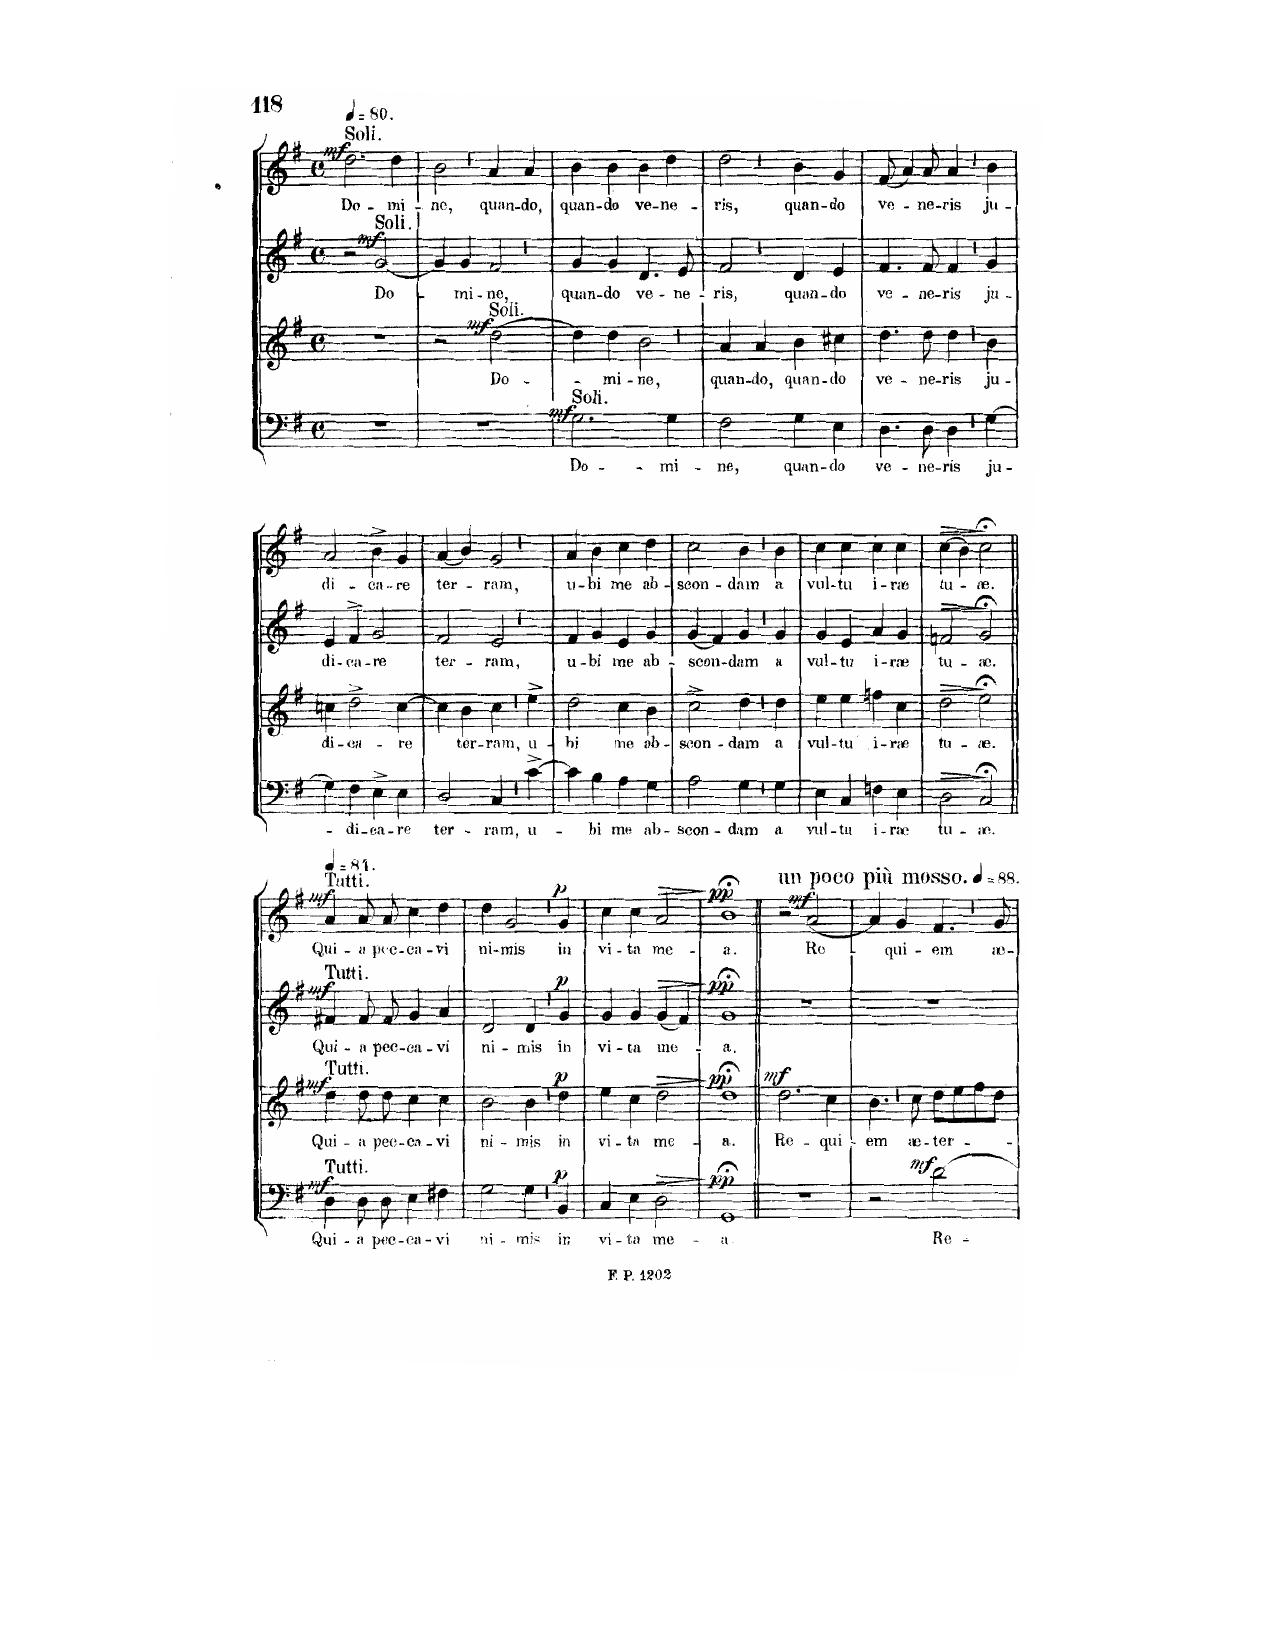 118
♩ = 80.
Soli.
mf
Do - mi - ne, quan-do, quan-do ve-ne - ris, quan-do ve - ne-ris ju-
Soli.
mf
Do - mi-ne, quan-do ve - ne - ris, quan-do ve - ne-ris ju-
Soli.
mf
Do - - mi - ne, quan-do, quan-do ve - ne-ris ju-
Soli.
mf
Do - - mi - ne, quan-do ve - ne-ris ju-
di - ca-re ter - ram, u-bi me ab-scon - dam a vul-tu i-ræ tu - æ.
di-ca-re ter - ram, u-bi me ab - scon-dam a vul-tu i-ræ tu - æ.
di-ca - re ter-ram, u - bi me ab-scon - dam a vul-tu i-ræ tu - æ.
- di-ca-re ter - ram, u - bi me ab-scon - dam a vul-tu i-ræ tu - æ.
♩ = 84.
un poco più mosso. ♩ = 88.
Tutti.
mf p pp mf
Qui - a pec-ca-vi ni-mis in vi-ta me - a. Re - qui - em æ-
Tutti.
mf p pp
Qui - a pec-ca-vi ni - mis in vi-ta me - a.
Tutti.
mf p pp mf
Qui - a pec-ca-vi ni - mis in vi-ta me - a. Re - qui - em æ-ter - -
Tutti.
mf p pp mf
Qui - a pec-ca-vi ni - mis in vi-ta me - a. Re -
F. P. 1202